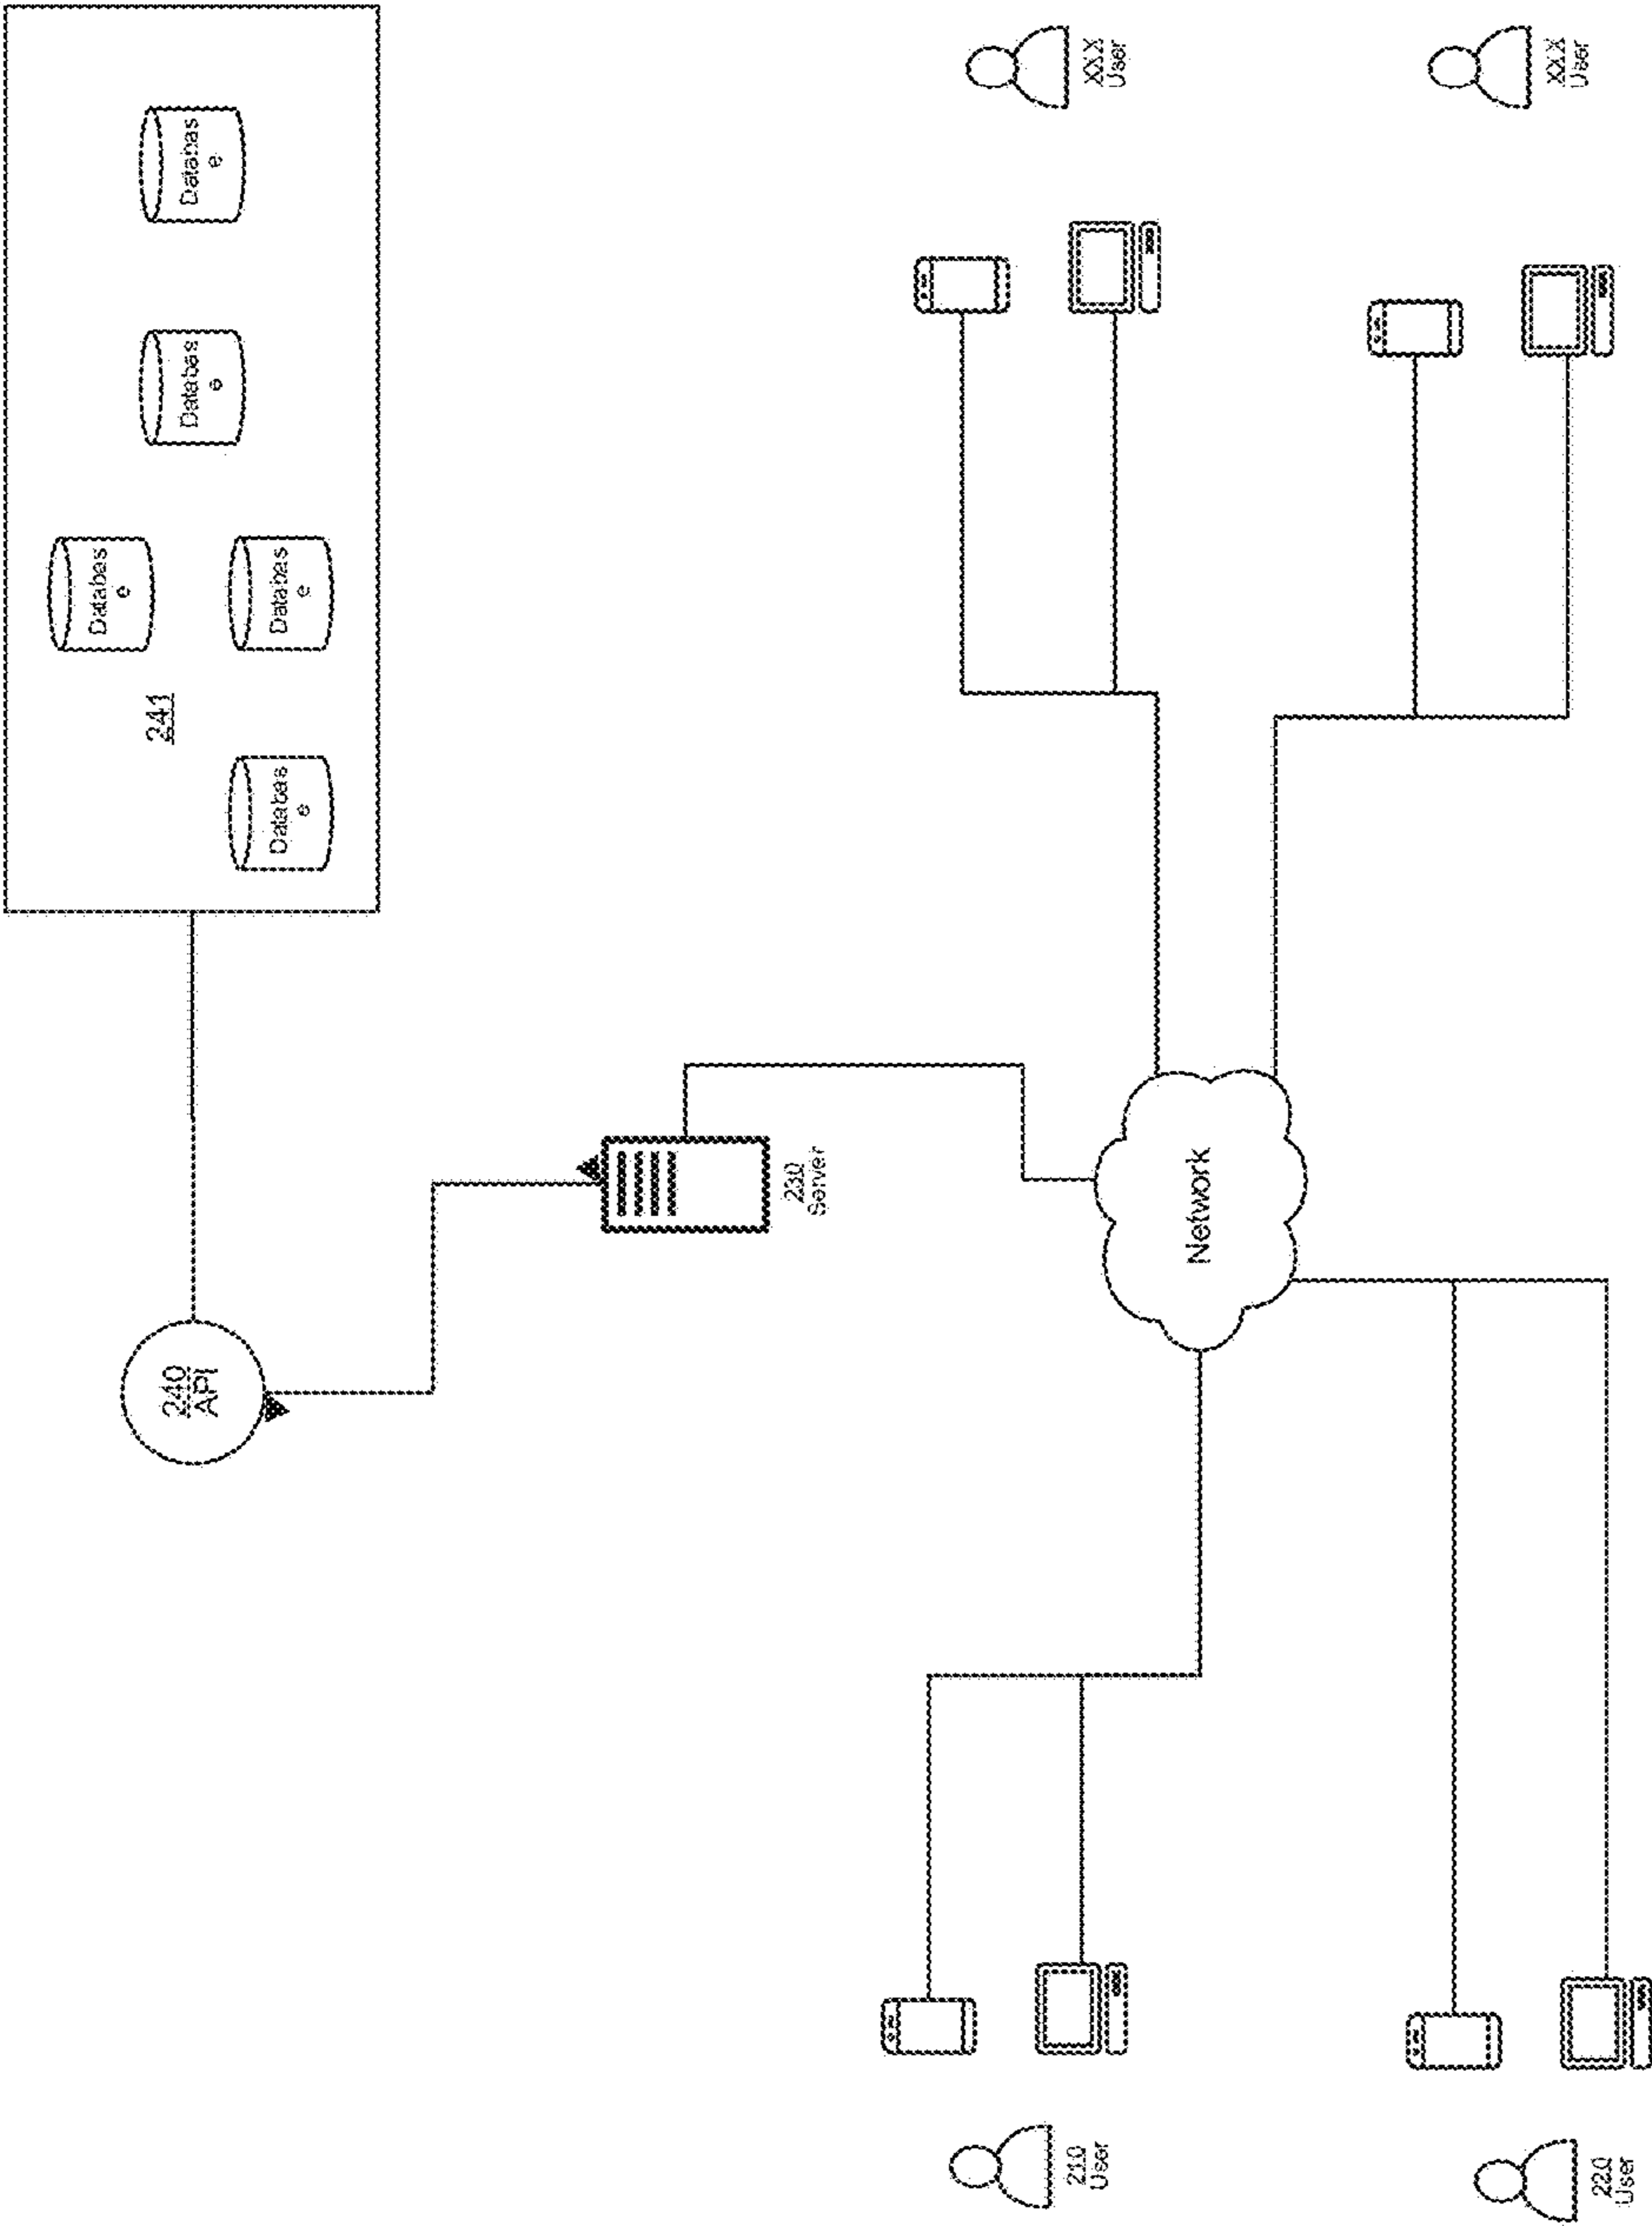 Databas
e
240
API
241
Databas
e
Databas
e
Databas
e
Databas
e
230
Server
210
User
XXX
User
Network
220
User
XXX
User